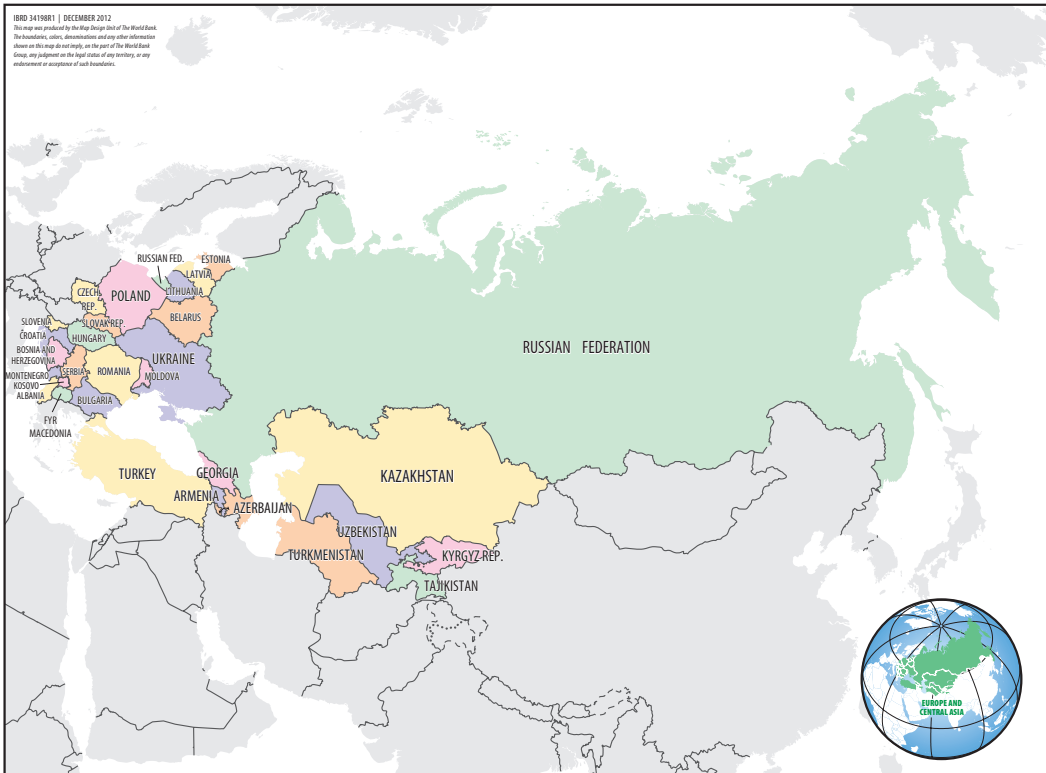 IBRD 34198R1 | DECEMBER 2012
This map was produced by the Map Design Unit of The World Bank.
The boundaries, colors, denominations and any other information
shown on this map do not imply, on the part of The World Bank
Group, any judgment on the legal status of any territory, or any
endorsement or acceptance of such boundaries.
RUSSIAN FED.
ESTONIA
LATVIA
LITHUANIA
CZECH
REP.
POLAND
BELARUS
SLOVENIA
SLOVAK REP.
CROATIA
HUNGARY
RUSSIAN FEDERATION
BOSNIA AND
HERZEGOVINA
UKRAINE
SERBIA
ROMANIA
MOLDOVA
MONTENEGRO
KOSOVO
ALBANIA
BULGARIA
FYR
MACEDONIA
TURKEY
GEORGIA
KAZAKHSTAN
ARMENIA
AZERBAIJAN
UZBEKISTAN
TURKMENISTAN
KYRGYZ REP.
TAJIKISTAN
EUROPE AND
CENTRAL ASIA